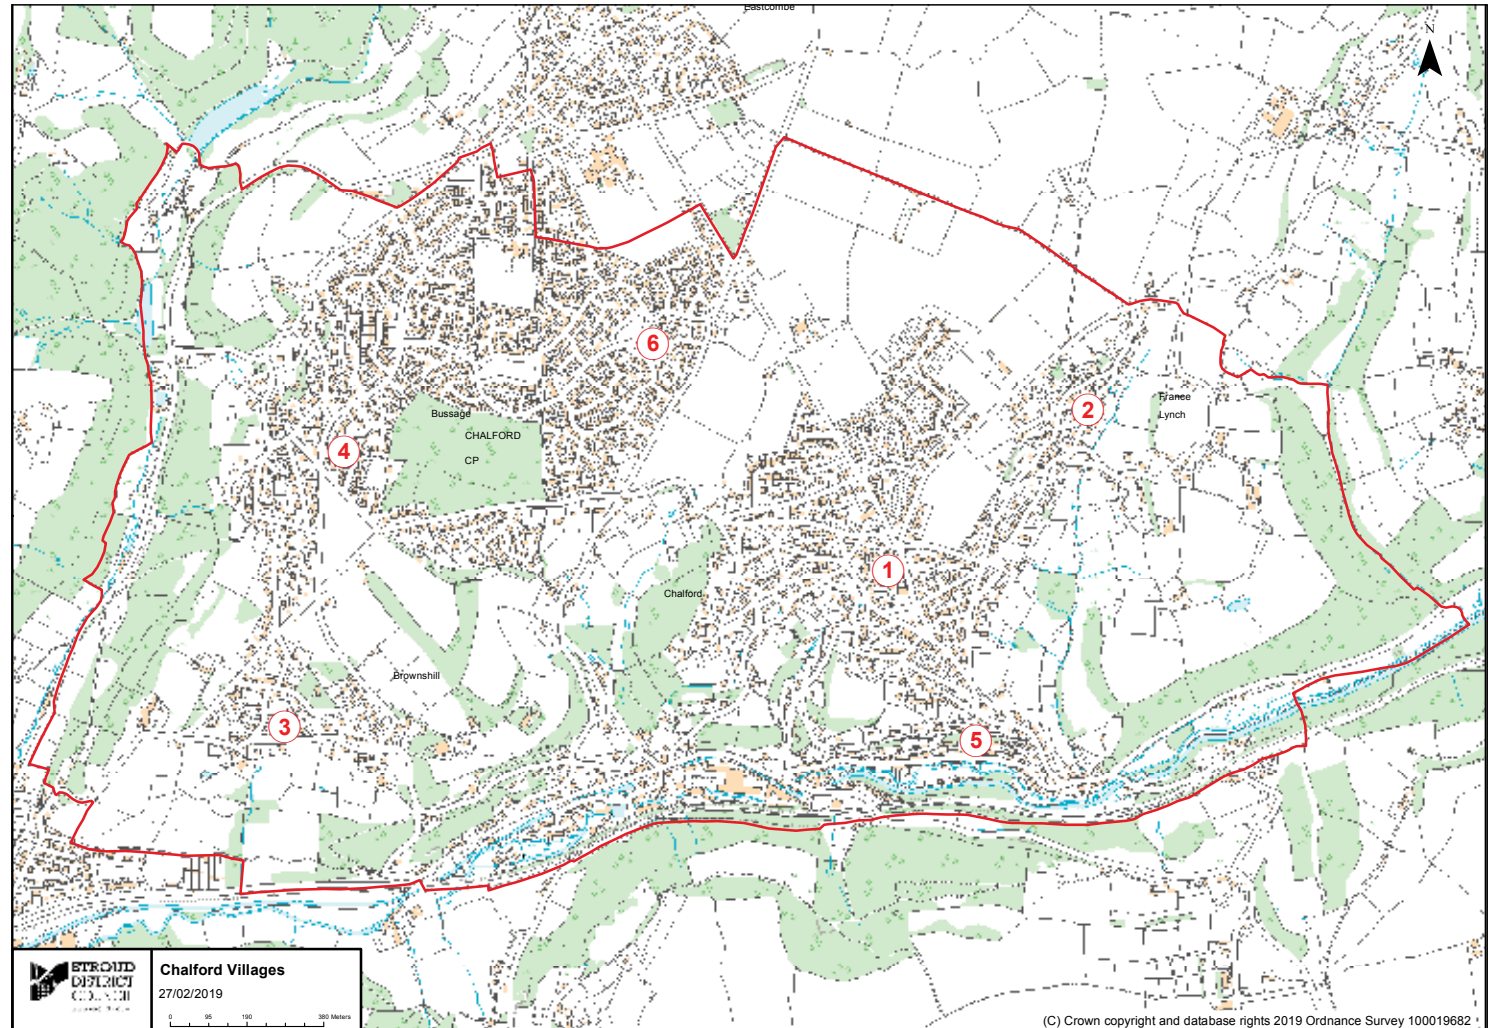 Eastcombe
N
6
2
France
Lynch
Bussage
CHALFORD
CP
4
1
Chalford
Brownshill
3
5
STROUD
DISTRICT
COUNCIL
Chalford Villages
27/02/2019
0 95 190 380 Meters
(C) Crown copyright and database rights 2019 Ordnance Survey 100019682